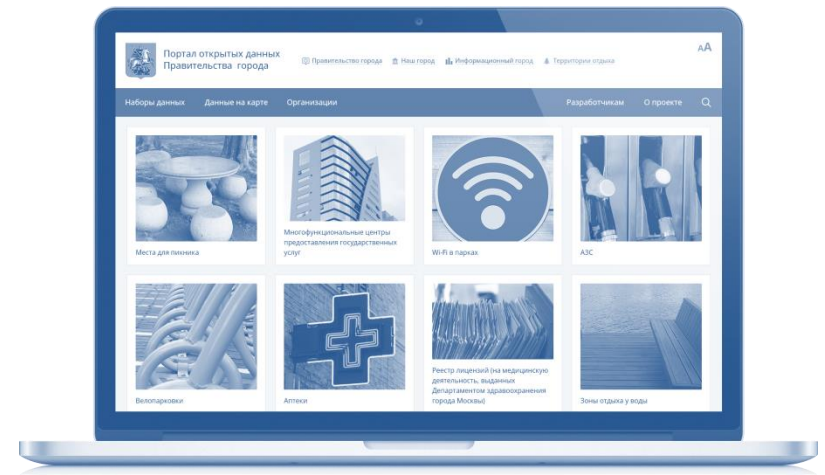 Портал открытых данных
Правительства города
Правительство города Наш город Информационный город Территории отдыха
AA
Наборы данных Данные на карте Организации Разработчикам О проекте
Места для пикника
Многофункциональные центры
предоставления государственных
услуг
Wi-Fi в парках
АЗС
Велопарковки
Аптеки
Реестр лицензий (на медицинскую
деятельность, выданных
Департаментом здравоохранения
города Москвы)
Зоны отдыха у воды